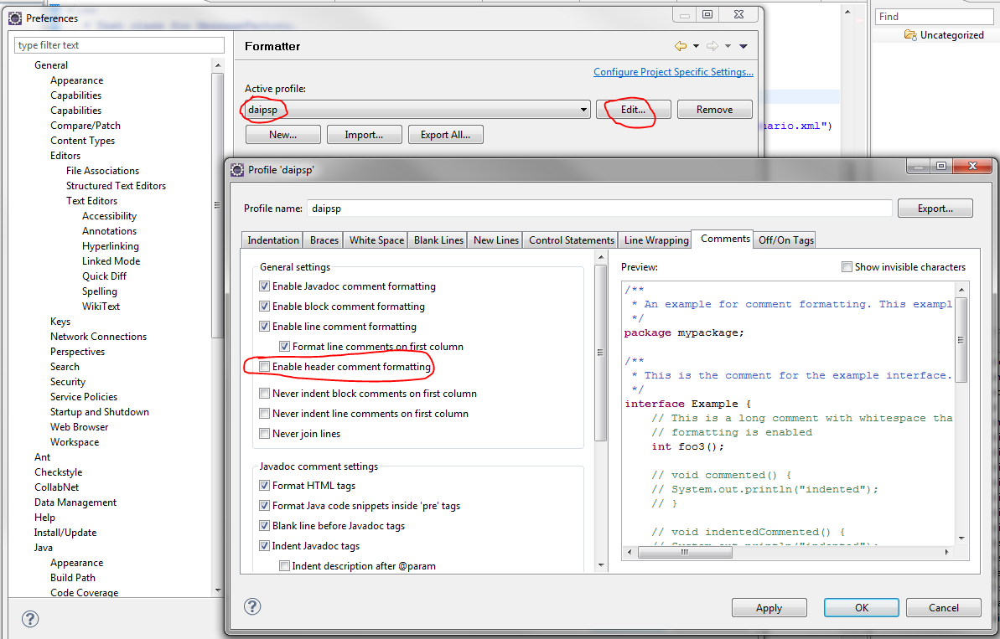 Preferences
type filter text
General
Appearance
Capabilities
Capabilities
Compare/Patch
Content Types
Editors
File Associations
Structured Text Editors
Text Editors
Accessibility
Annotations
Hyperlinking
Linked Mode
Quick Diff
Spelling
WikiText
Keys
Network Connections
Perspectives
Search
Security
Service Policies
Startup and Shutdown
Web Browser
Workspace
Ant
Checkstyle
CollabNet
Data Management
Help
Install/Update
Java
Appearance
Build Path
Code Coverage
Formatter
Configure Project Specific Settings...
Active profile:
daipsp
Edit...
Remove
New...
Import...
Export All...
Find
Uncategorized
nario.xml")
Profile 'daipsp'
Profile name:
daipsp
Export...
Indentation
Braces
White Space
Blank Lines
New Lines
Control Statements
Line Wrapping
Comments
Off/On Tags
General settings
Enable Javadoc comment formatting
Enable block comment formatting
Enable line comment formatting
Format line comments on first column
Enable header comment formatting
Never indent block comments on first column
Never indent line comments on first column
Never join lines
Javadoc comment settings
Format HTML tags
Format Java code snippets inside 'pre' tags
Blank line before Javadoc tags
Indent Javadoc tags
Indent description after @param
Preview:
Show invisible characters
/**
* An example for comment formatting. This exampl
*/
package mypackage;
/**
* This is the comment for the example interface.
*/
interface Example {
// This is a long comment with whitespace tha
// formatting is enabled
int foo3();
// void commented() {
// System.out.println("indented");
// }
// void indentedCommented() {
// System.out.println("indented");
Apply
OK
Cancel